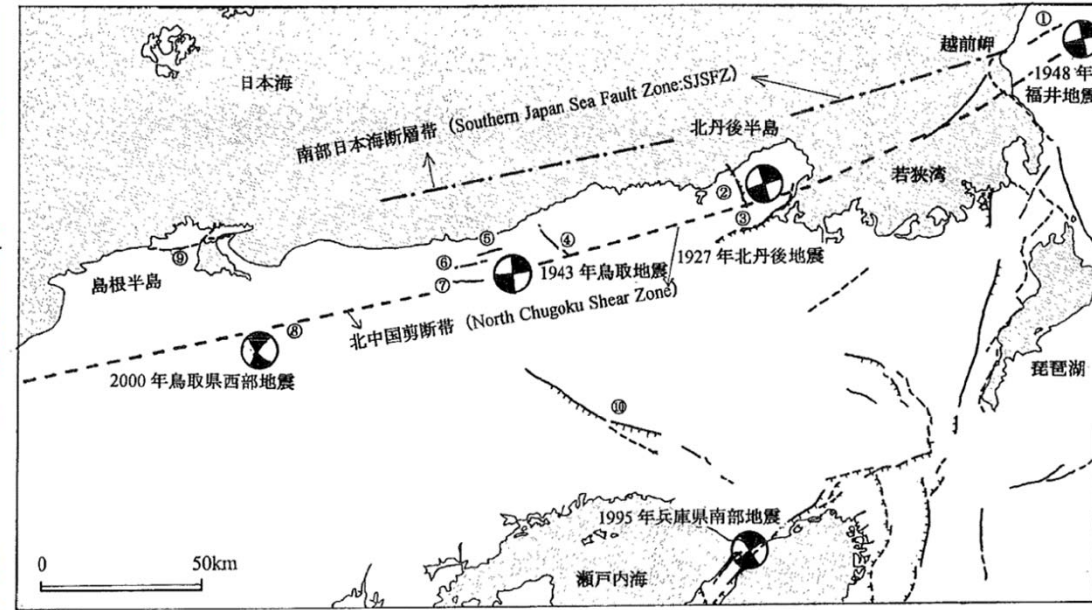 ①
越前岬
1948 年
福井地震
日本海
南部日本海断層帯（Southern Japan Sea Fault Zone:SJSFZ）
北丹後半島
若狭湾
②
③
1927 年北丹後地震
④
⑤
⑥
⑦
1943 年鳥取地震
⑨
島根半島
北中国剪断帯（North Chugoku Shear Zone）
⑧
2000 年鳥取県西部地震
琵琶湖
⑩
1995 年兵庫県南部地震
瀬戸内海
0
50km